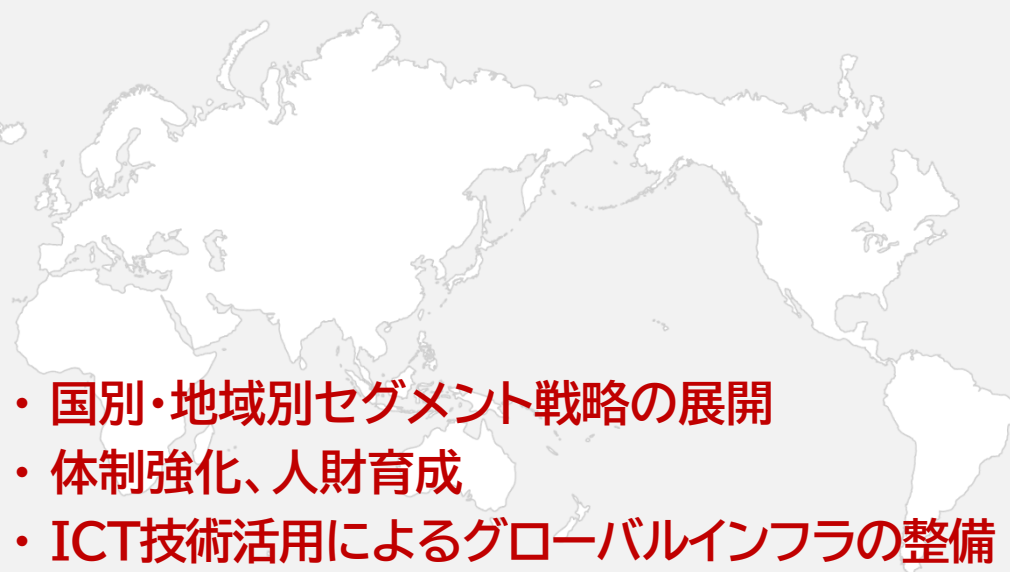 ・ 国別・地域別セグメント戦略の展開
・ 体制強化、人財育成
・ ICT技術活用によるグローバルインフラの整備